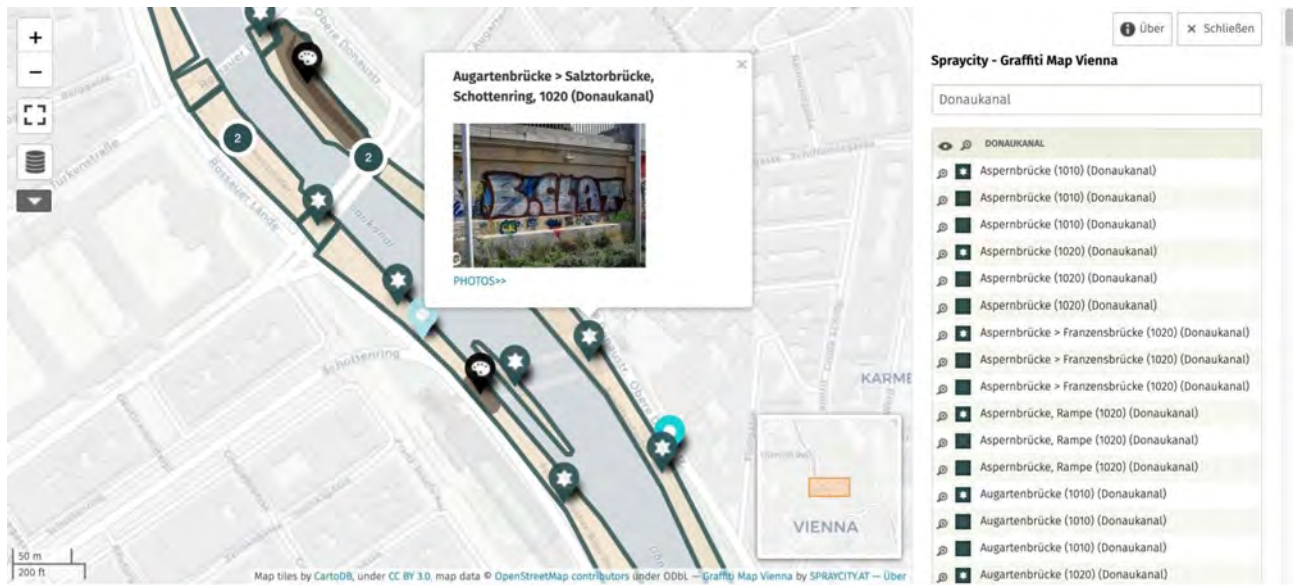 +
−
2
2
Rossauer Lände
Türkenstraße
Schottenring
Augartenbrücke > Salztorbrücke,
Schottenring, 1020 (Donaukanal)
PHOTOS>>
KARME
VIENNA
50 m
200 ft
Map tiles by CartoDB, under CC BY 3.0, map data © OpenStreetMap contributors under ODbL — Graffiti Map Vienna by SPRAYCITY.AT — Über
Über
× Schließen
Spraycity - Graffiti Map Vienna
Donaukanal
DONAUKANAL
Aspernbrücke (1010) (Donaukanal)
Aspernbrücke (1010) (Donaukanal)
Aspernbrücke (1010) (Donaukanal)
Aspernbrücke (1020) (Donaukanal)
Aspernbrücke (1020) (Donaukanal)
Aspernbrücke (1020) (Donaukanal)
Aspernbrücke > Franzensbrücke (1020) (Donaukanal)
Aspernbrücke > Franzensbrücke (1020) (Donaukanal)
Aspernbrücke > Franzensbrücke (1020) (Donaukanal)
Aspernbrücke, Rampe (1020) (Donaukanal)
Aspernbrücke, Rampe (1020) (Donaukanal)
Aspernbrücke, Rampe (1020) (Donaukanal)
Augartenbrücke (1010) (Donaukanal)
Augartenbrücke (1010) (Donaukanal)
Augartenbrücke (1010) (Donaukanal)
Augartenbrücke (1020) (Donaukanal)